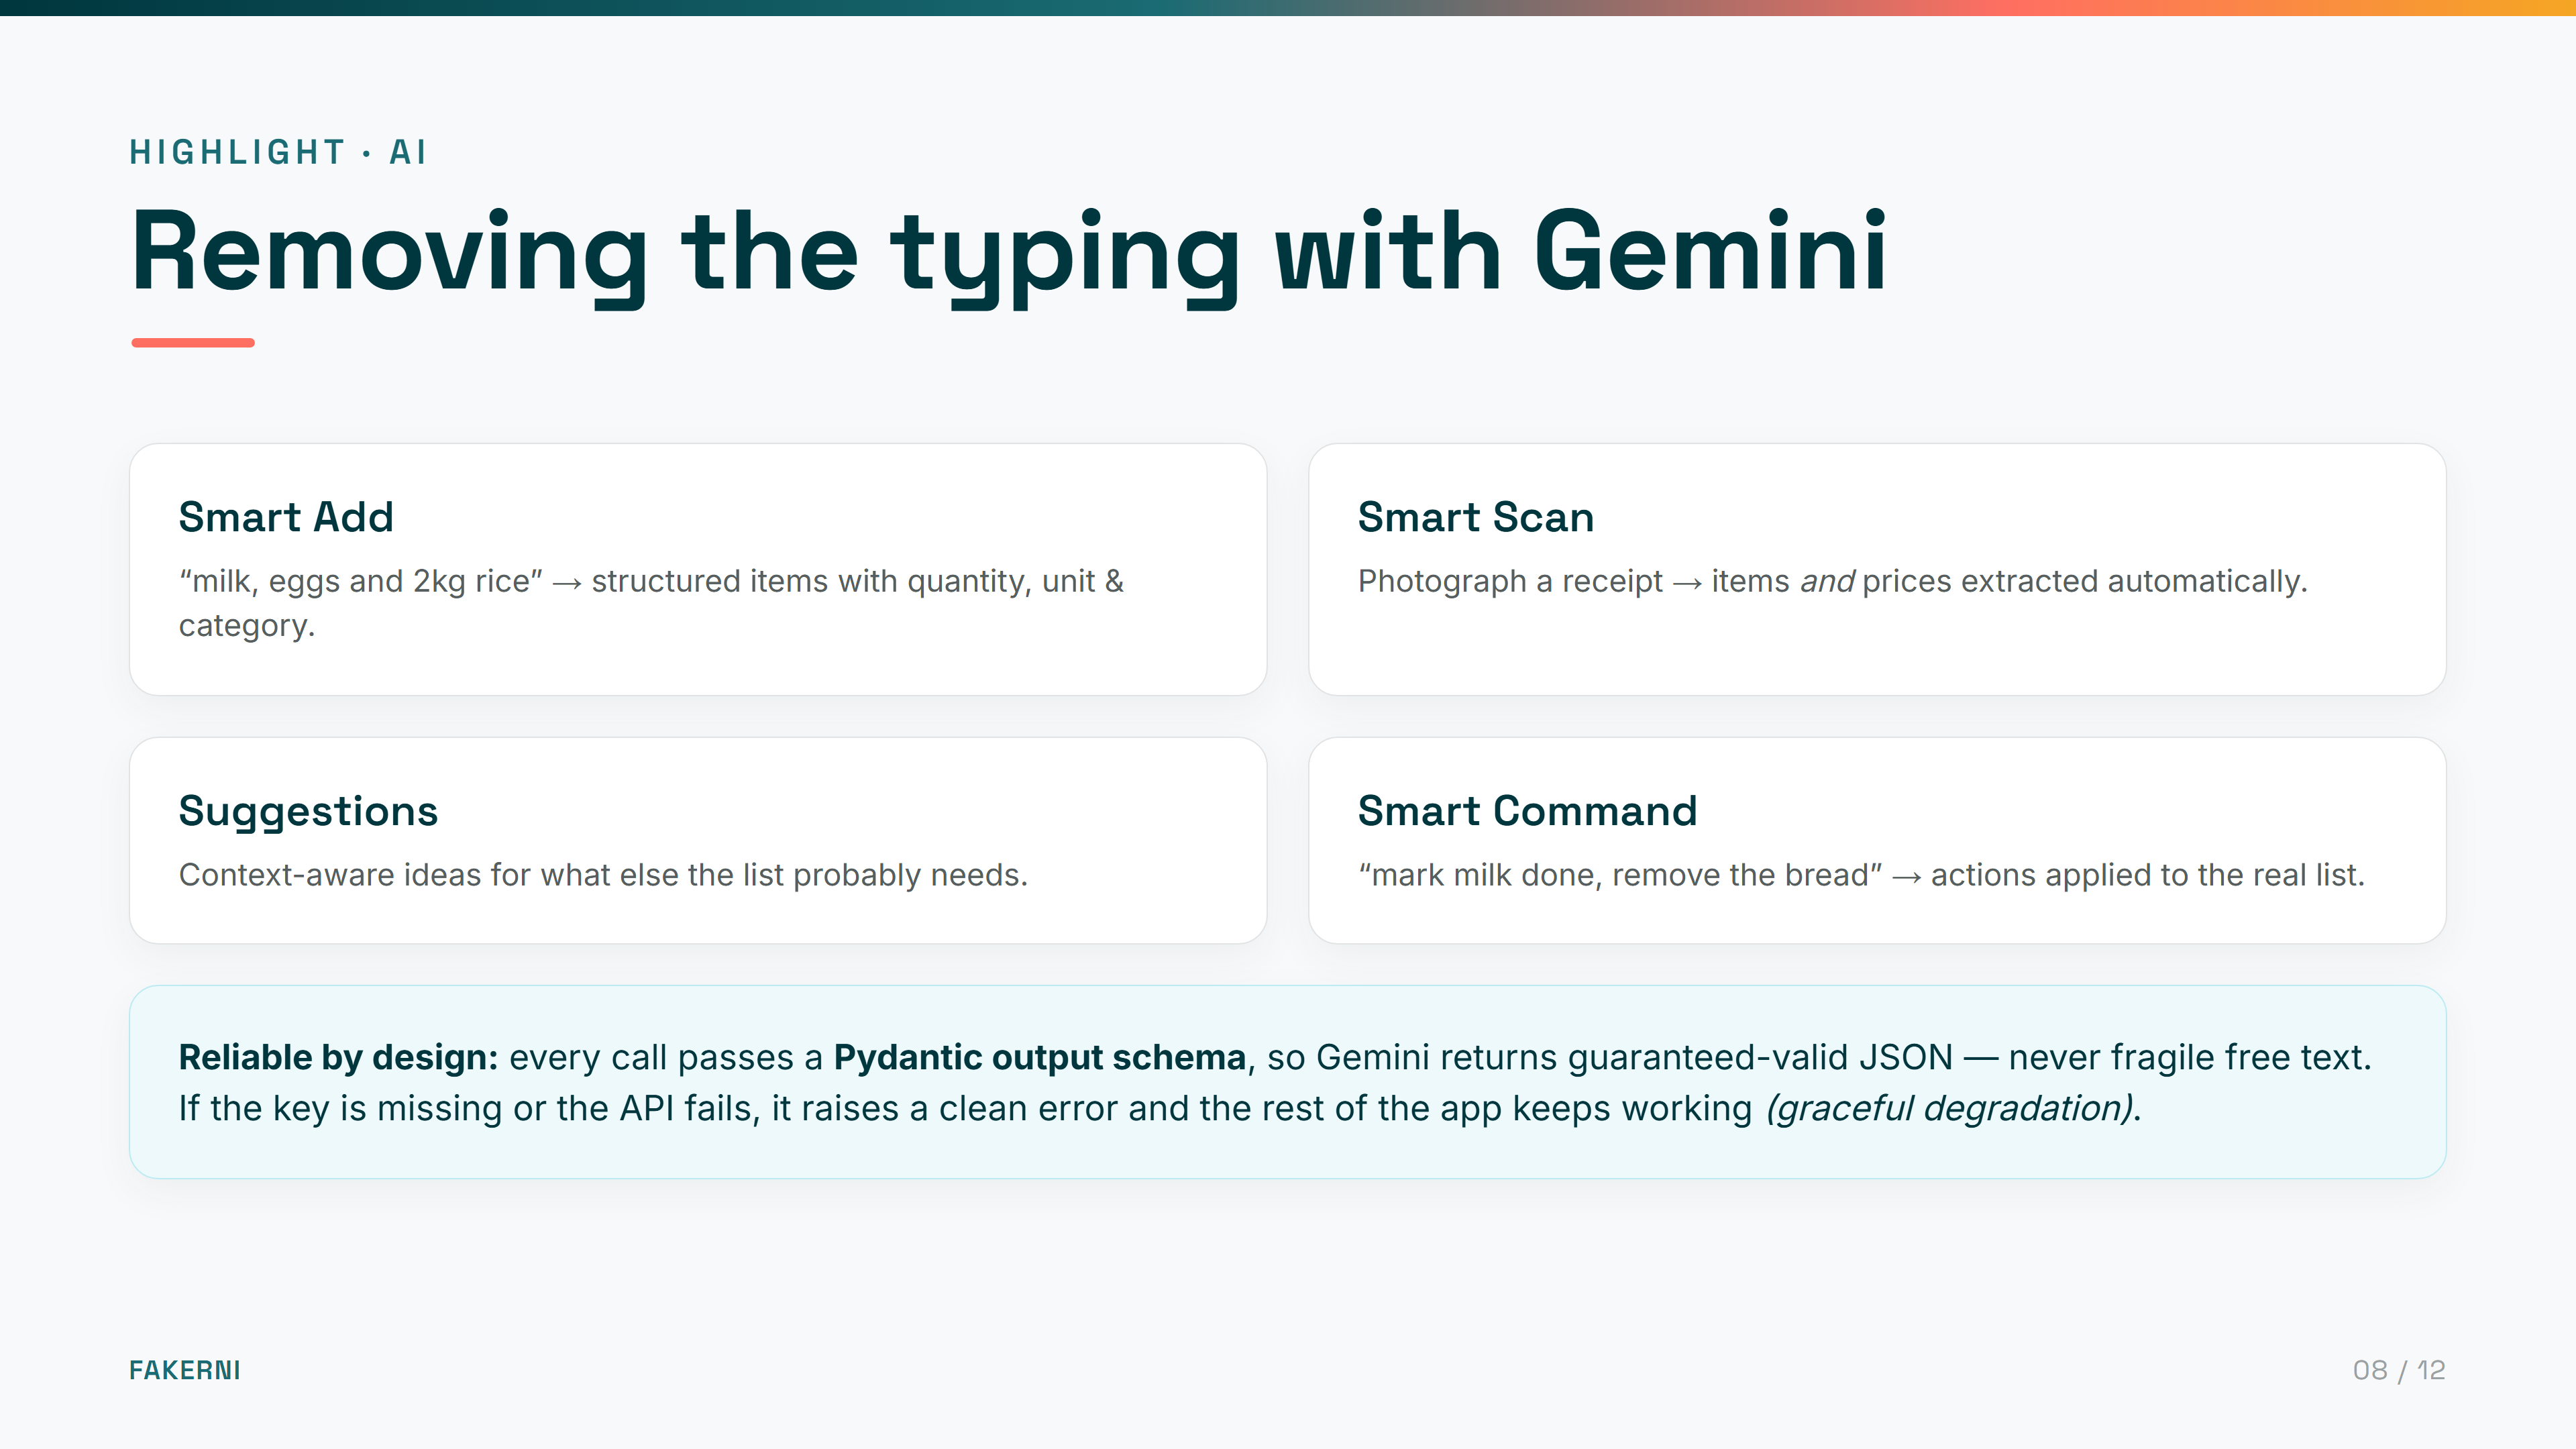 HIGHLIGHT · AI
Removing the typing with Gemini
Smart Add
“milk, eggs and 2kg rice” → structured items with quantity, unit &
category.
Smart Scan
Photograph a receipt → items and prices extracted automatically.
Suggestions
Context-aware ideas for what else the list probably needs.
Smart Command
“mark milk done, remove the bread” → actions applied to the real list.
Reliable by design: every call passes a Pydantic output schema, so Gemini returns guaranteed-valid JSON — never fragile free text.
If the key is missing or the API fails, it raises a clean error and the rest of the app keeps working (graceful degradation).
FAKERNI
08 / 12